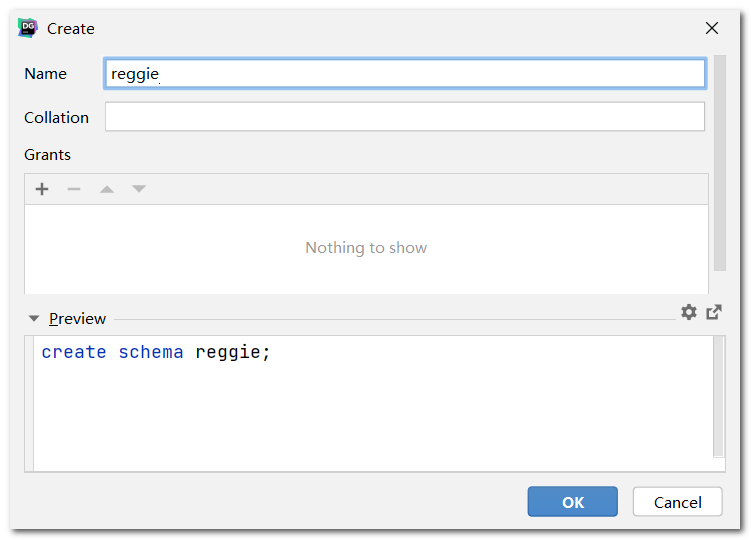 DG
Create
Name
reggie
Collation
Grants
Nothing to show
Preview
create schema reggie;
OK
Cancel